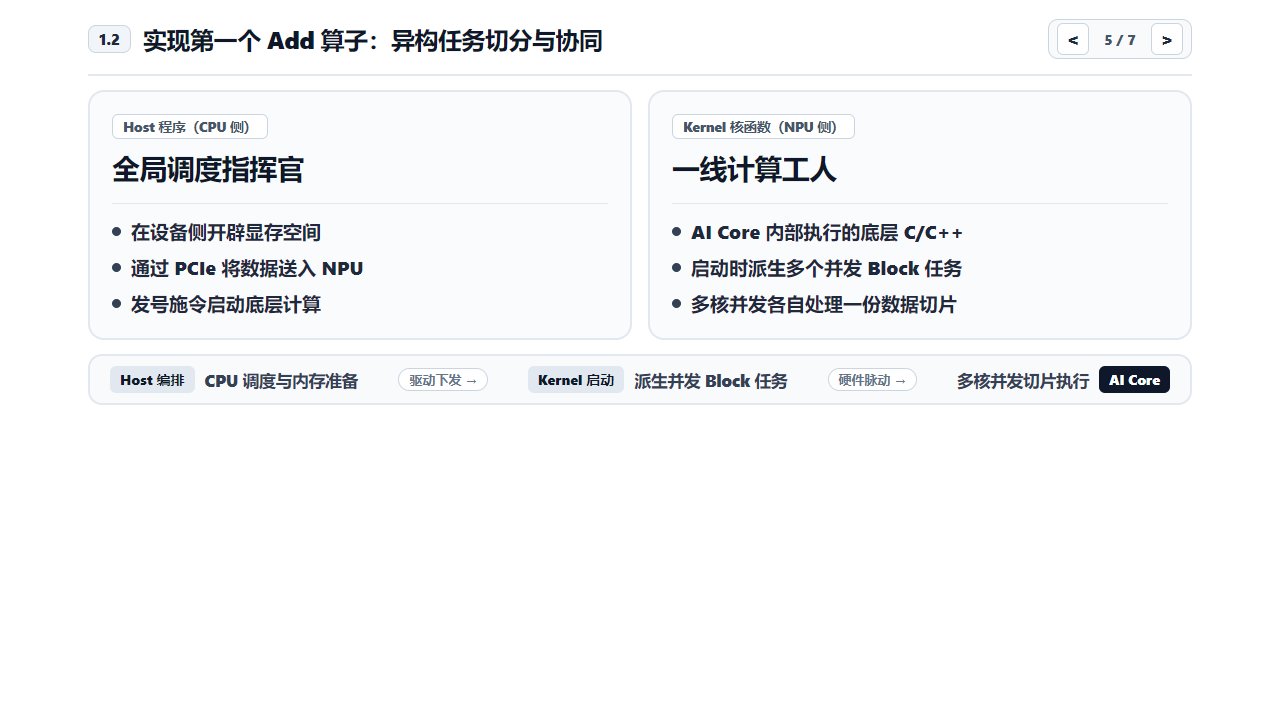 1.2 实现第一个 Add 算子：异构任务切分与协同
< 5 / 7 >
Host 程序（CPU 侧）
全局调度指挥官
在设备侧开辟显存空间
通过 PCIe 将数据送入 NPU
发号施令启动底层计算
Kernel 核函数（NPU 侧）
一线计算工人
AI Core 内部执行的底层 C/C++
启动时派生多个并发 Block 任务
多核并发各自处理一份数据切片
Host 编排 CPU 调度与内存准备 驱动下发 → Kernel 启动 派生并发 Block 任务 硬件脉动 → 多核并发切片执行 AI Core